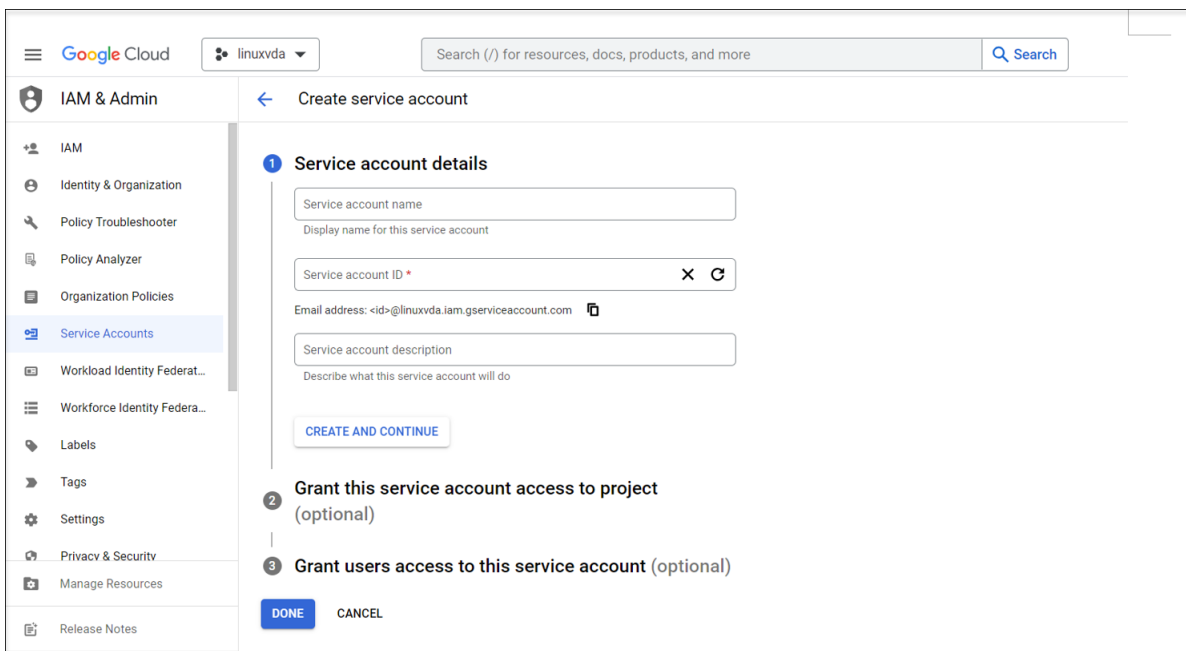 Google Cloud
linuxvda
Search (/) for resources, docs, products, and more
Search
IAM & Admin
Create service account
IAM
Identity & Organization
Policy Troubleshooter
Policy Analyzer
Organization Policies
Service Accounts
Workload Identity Federat...
Workforce Identity Federa...
Labels
Tags
Settings
Privacy & Security
Manage Resources
Release Notes
1 Service account details
Service account name
Display name for this service account
Service account ID *
Email address: <id>@linuxvda.iam.gserviceaccount.com
Service account description
Describe what this service account will do
CREATE AND CONTINUE
2 Grant this service account access to project
(optional)
3 Grant users access to this service account (optional)
DONE CANCEL